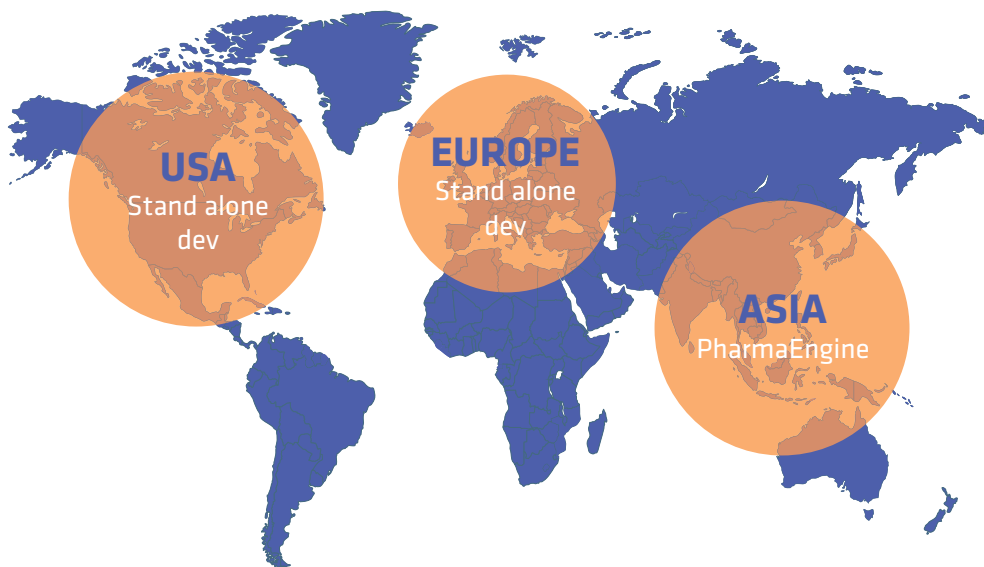 USA
Stand alone
dev
EUROPE
Stand alone
dev
ASIA
PharmaEngine